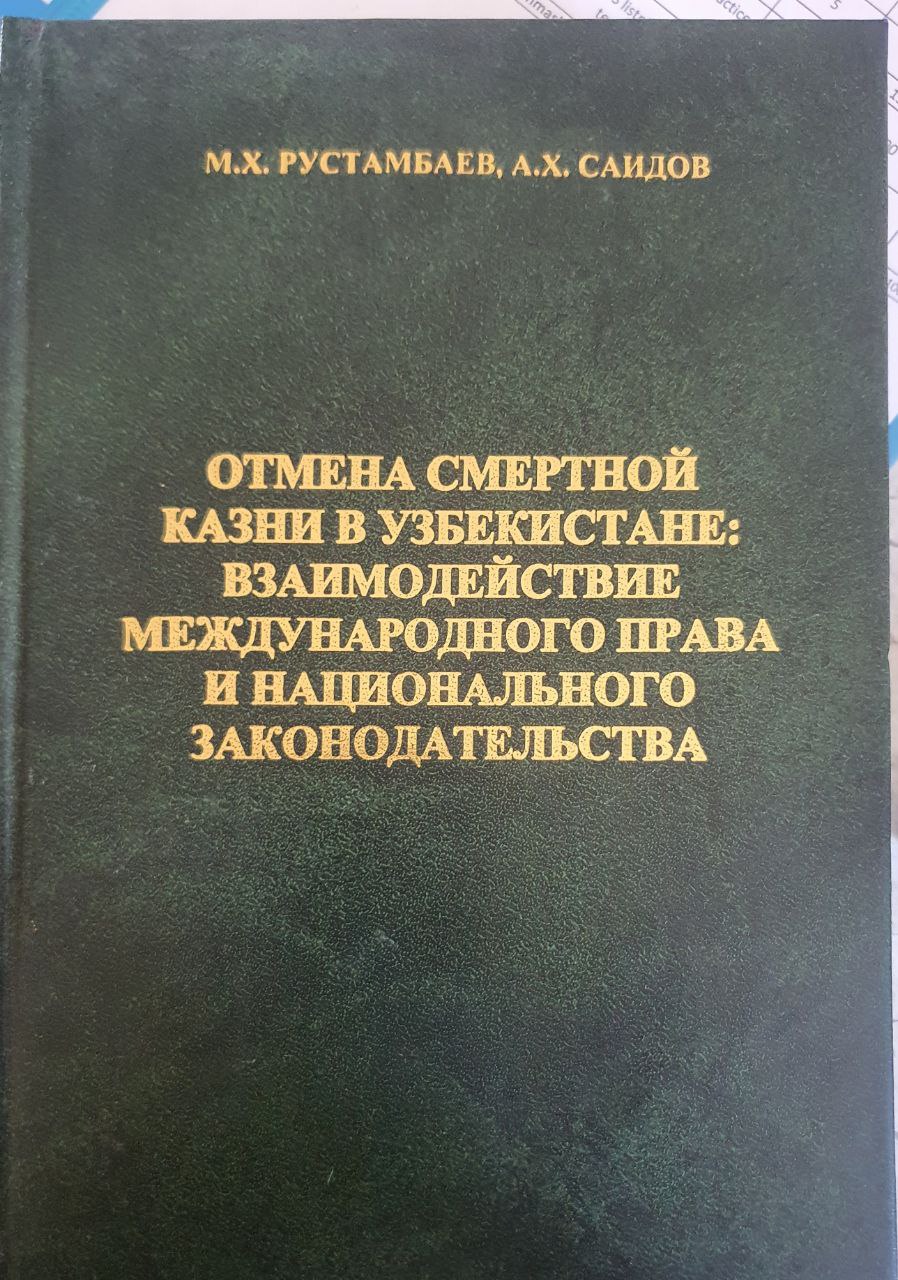 М.Х. РУСТАМБАЕВ, А.Х. САИДОВ
ОТМЕНА СМЕРТНОЙ
КАЗНИ В УЗБЕКИСТАНЕ:
ВЗАИМОДЕЙСТВИЕ
МЕЖДУНАРОДНОГО ПРАВА
И НАЦИОНАЛЬНОГО
ЗАКОНОДАТЕЛЬСТВА